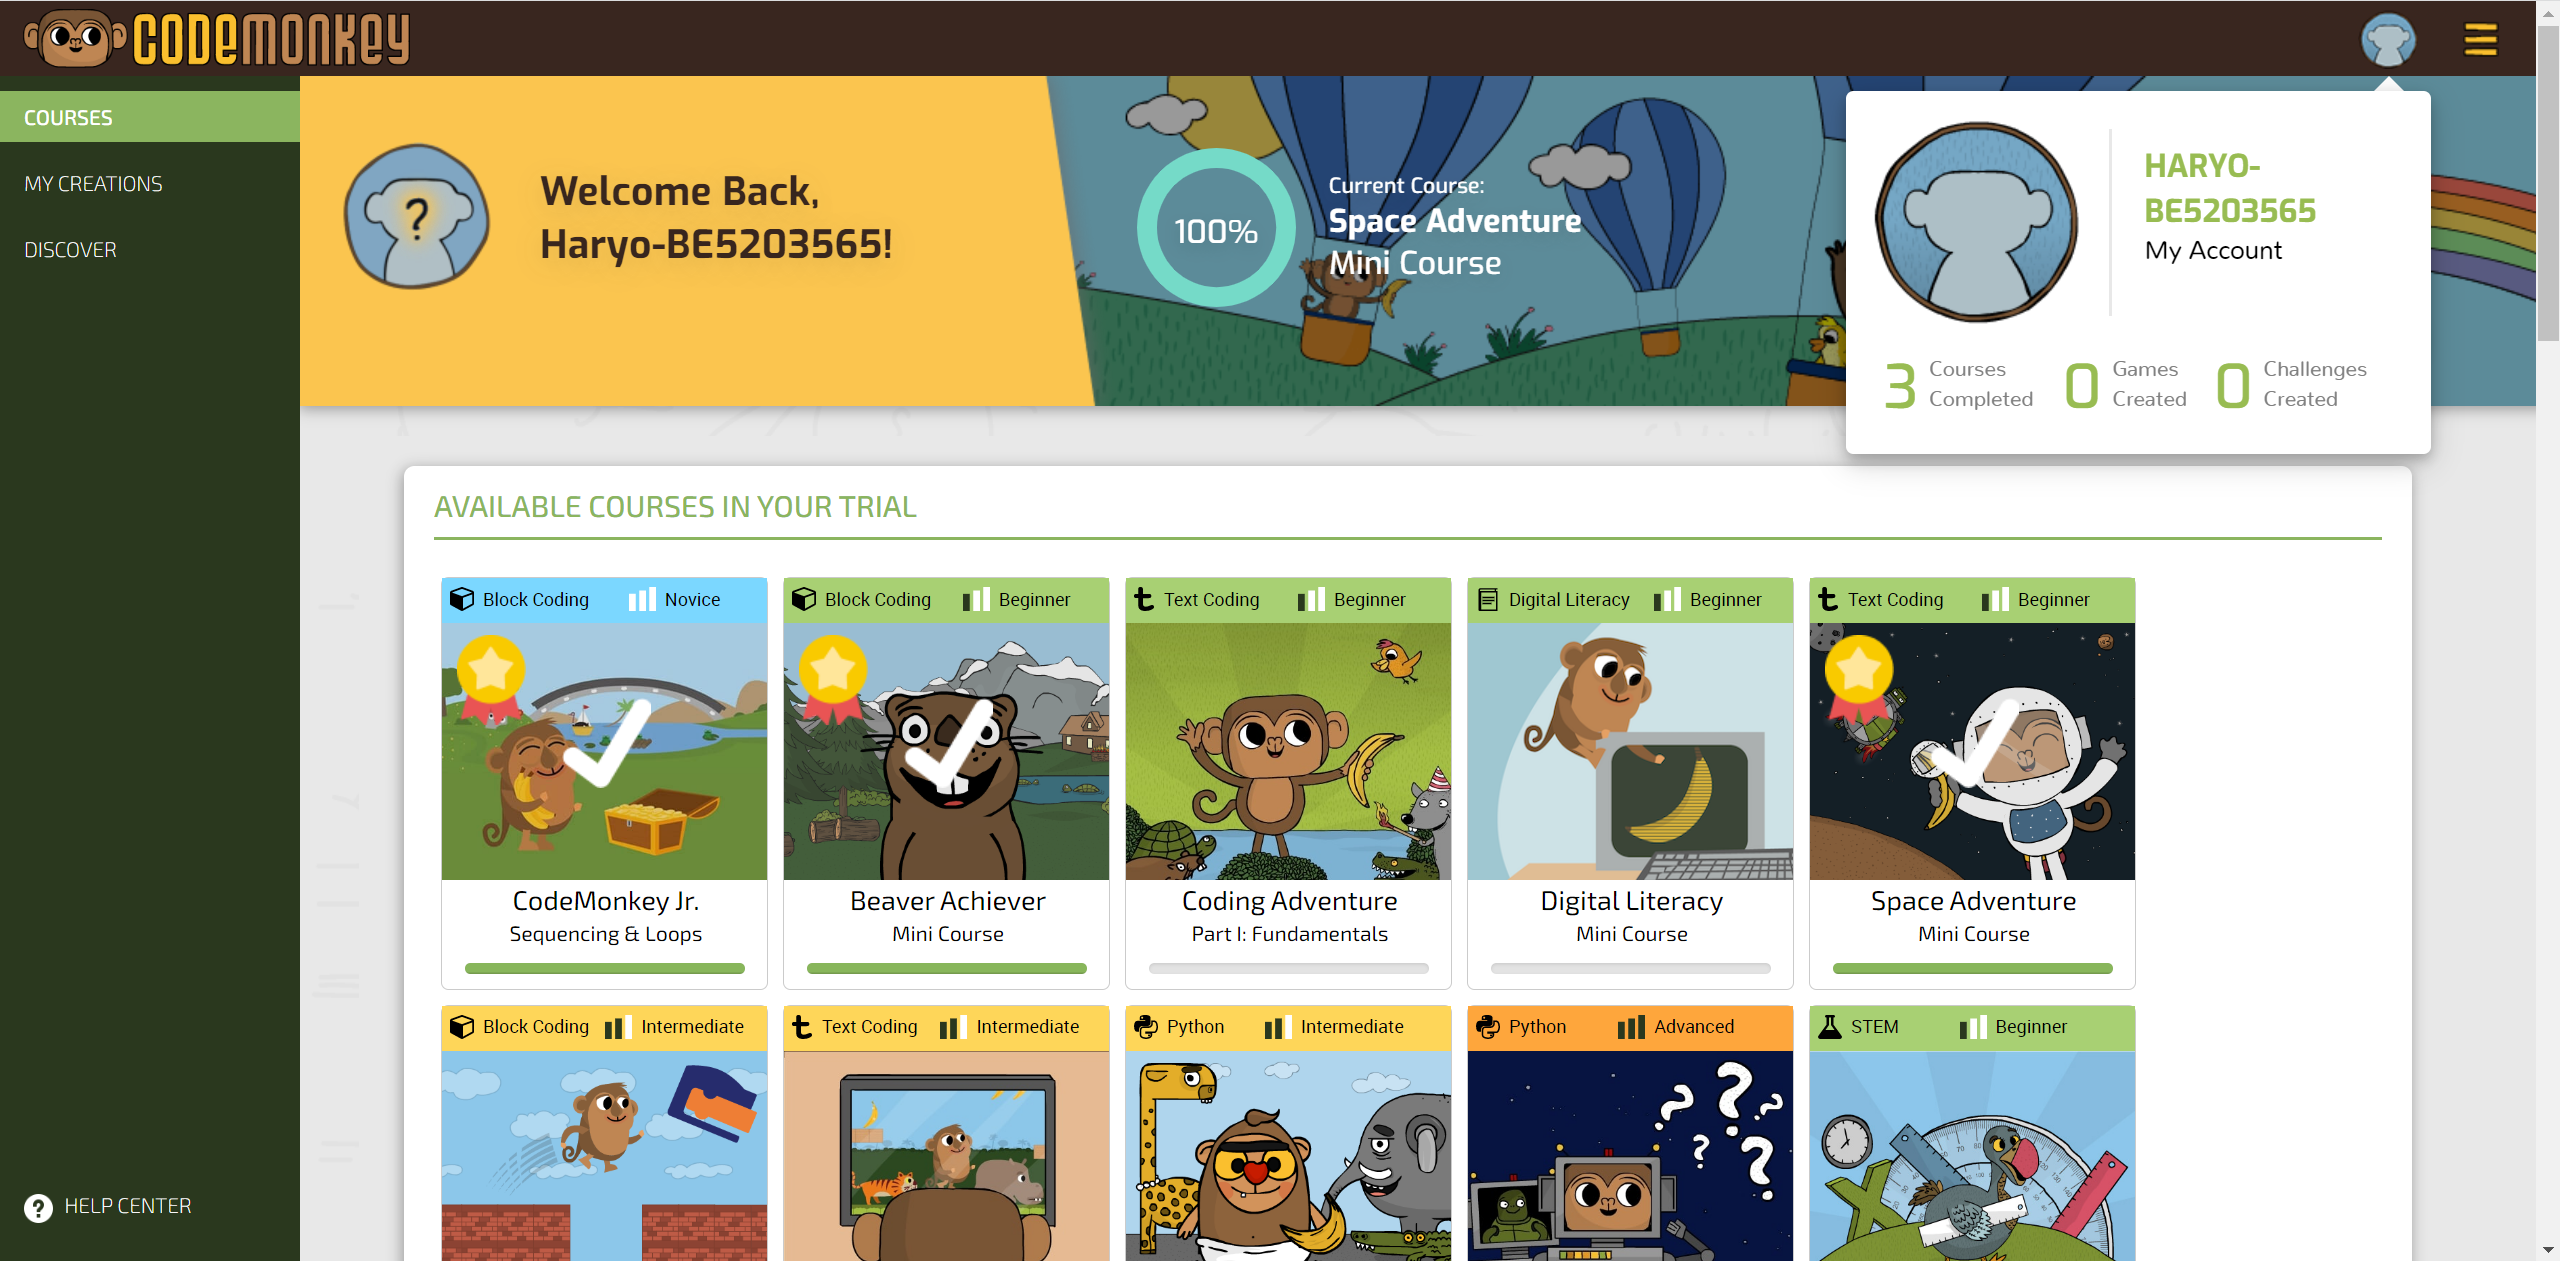 CODEMONKEY
COURSES
MY CREATIONS
DISCOVER
HELP CENTER
?
Welcome Back,
Haryo-BE5203565!
100%
Current Course:
Space Adventure
Mini Course
HARYO-
BE5203565
My Account
3 Courses Completed
0 Games Created
0 Challenges Created
AVAILABLE COURSES IN YOUR TRIAL
Block Coding Novice
CodeMonkey Jr.
Sequencing & Loops
Block Coding Beginner
Beaver Achiever
Mini Course
Text Coding Beginner
Coding Adventure
Part I: Fundamentals
Digital Literacy Beginner
Digital Literacy
Mini Course
Text Coding Beginner
Space Adventure
Mini Course
Block Coding Intermediate
Text Coding Intermediate
Python Intermediate
Python Advanced
? ? ? ? ?
STEM Beginner